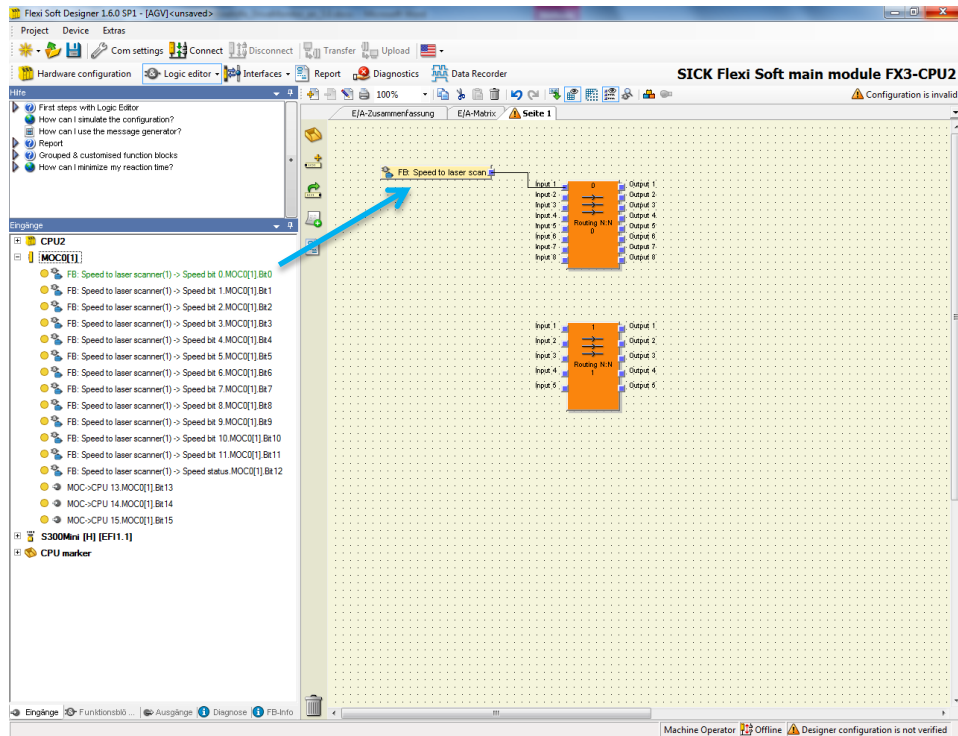 Flexi Soft Designer 1.6.0 SP1 - [AGV]<unsaved>
Project Device Extras
Com settings Connect Disconnect Transfer Upload
Hardware configuration Logic editor Interfaces Report Diagnostics Data Recorder SICK Flexi Soft main module FX3-CPU2
Hilfe
100%
Configuration is invalid
First steps with Logic Editor
How can I simulate the configuration?
How can I use the message generator?
Report
Grouped & customised function blocks
How can I minimize my reaction time?
E/A-Zusammenfassung E/A-Matrix Seite 1
FB: Speed to laser scan
Input 1 0 Output 1
Input 2 Output 2
Input 3 Output 3
Input 4 Output 4
Input 5 Routing N:N Output 5
Input 6 0 Output 6
Input 7 Output 7
Input 8 Output 8
Input 1 1 Output 1
Input 2 Output 2
Input 3 Output 3
Routing N:N
Input 4 1 Output 4
Input 5 Output 5
Eingänge
CPU2
MOC0[1]
FB: Speed to laser scanner(1) -> Speed bit 0.MOC0[1].Bit0
FB: Speed to laser scanner(1) -> Speed bit 1.MOC0[1].Bit1
FB: Speed to laser scanner(1) -> Speed bit 2.MOC0[1].Bit2
FB: Speed to laser scanner(1) -> Speed bit 3.MOC0[1].Bit3
FB: Speed to laser scanner(1) -> Speed bit 4.MOC0[1].Bit4
FB: Speed to laser scanner(1) -> Speed bit 5.MOC0[1].Bit5
FB: Speed to laser scanner(1) -> Speed bit 6.MOC0[1].Bit6
FB: Speed to laser scanner(1) -> Speed bit 7.MOC0[1].Bit7
FB: Speed to laser scanner(1) -> Speed bit 8.MOC0[1].Bit8
FB: Speed to laser scanner(1) -> Speed bit 9.MOC0[1].Bit9
FB: Speed to laser scanner(1) -> Speed bit 10.MOC0[1].Bit10
FB: Speed to laser scanner(1) -> Speed bit 11.MOC0[1].Bit11
FB: Speed to laser scanner(1) -> Speed status.MOC0[1].Bit12
MOC->CPU 13.MOC0[1].Bit13
MOC->CPU 14.MOC0[1].Bit14
MOC->CPU 15.MOC0[1].Bit15
S300Mini [H] [EFI1.1]
CPU marker
Eingänge Funktionsblö ... Ausgänge Diagnose FB-Info
Machine Operator Offline Designer configuration is not verified